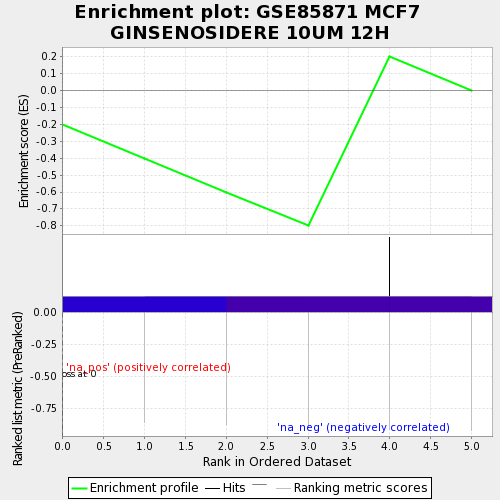 Enrichment plot: GSE85871 MCF7
GINSENOSIDERE 10UM 12H
Enrichment score (ES)
0.2
0.1
0.0
-0.1
-0.2
-0.3
-0.4
-0.5
-0.6
-0.7
-0.8
Ranked list metric (PreRanked)
0.00
-0.25
-0.50
-0.75
'na_pos' (positively correlated)
oss at 0
'na_neg' (negatively correlated)
0.0 0.5 1.0 1.5 2.0 2.5 3.0 3.5 4.0 4.5 5.0
Rank in Ordered Dataset
Enrichment profile Hits Ranking metric scores